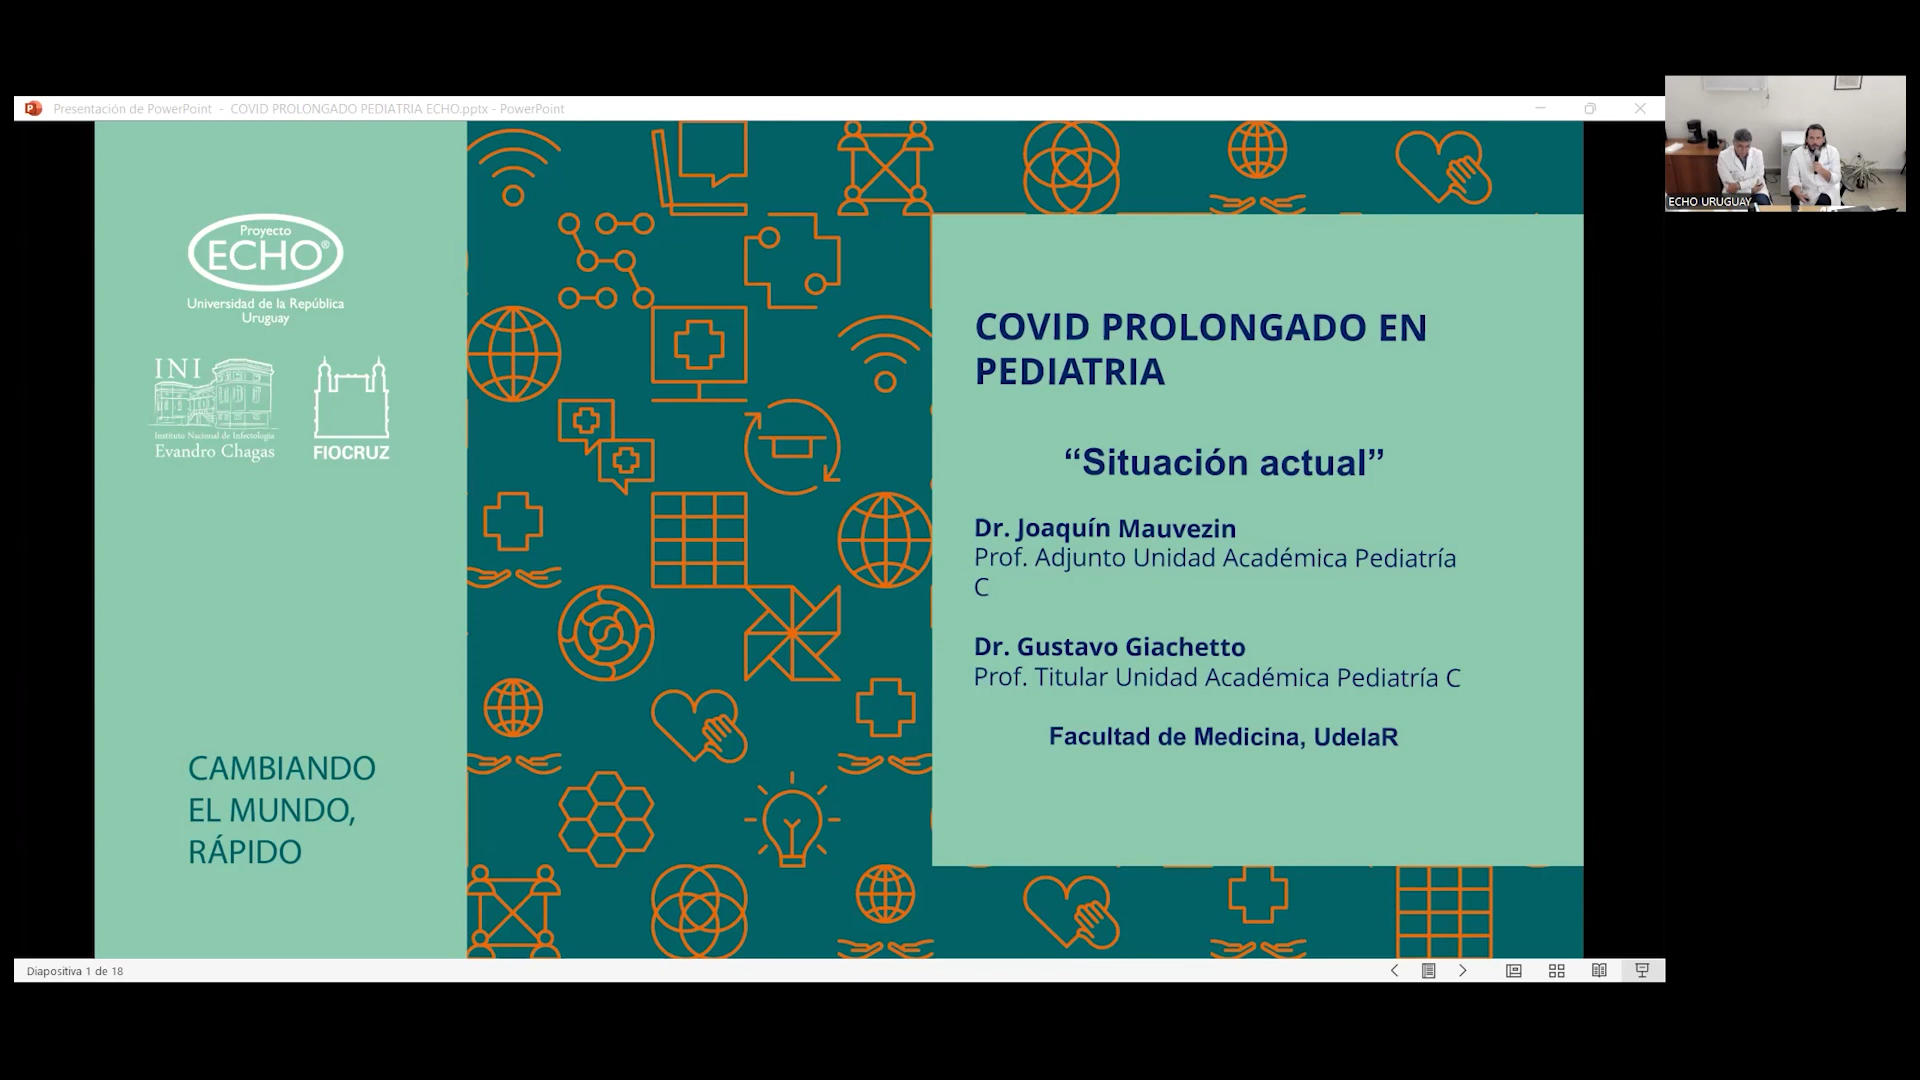 Presentación de PowerPoint - COVID PROLONGADO PEDIATRIA ECHO.pptx - PowerPoint
Proyecto
ECHO®
Universidad de la República
Uruguay
INI
Instituto Nacional de Infectología
Evandro Chagas
FIOCRUZ
CAMBIANDO
EL MUNDO,
RÁPIDO
COVID PROLONGADO EN
PEDIATRIA
“Situación actual”
Dr. Joaquín Mauvezin
Prof. Adjunto Unidad Académica Pediatría
C
Dr. Gustavo Giachetto
Prof. Titular Unidad Académica Pediatría C
Facultad de Medicina, UdelaR
ECHO URUGUAY
Diapositiva 1 de 18